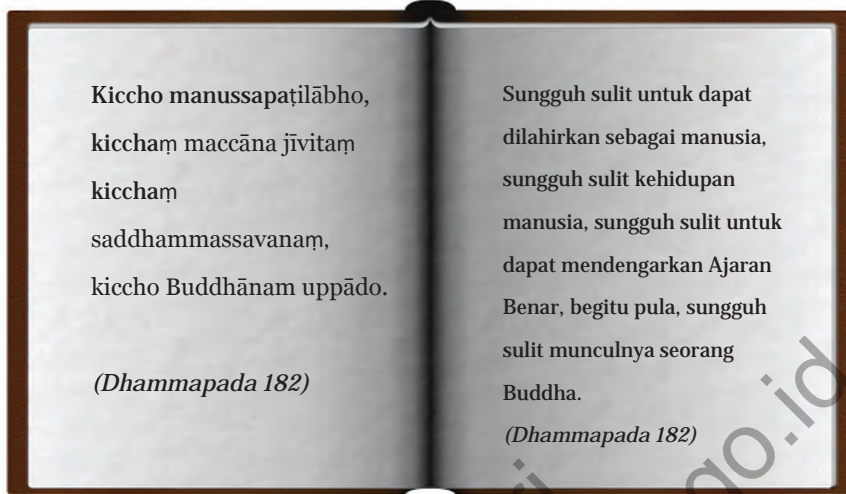 Kiccho manussapaṭilābho,
kicchaṃ maccāna jīvitaṃ
kicchaṃ
saddhammassavanaṃ,
kiccho Buddhānam uppādo.
(Dhammapada 182)
Sungguh sulit untuk dapat
dilahirkan sebagai manusia,
sungguh sulit kehidupan
manusia, sungguh sulit untuk
dapat mendengarkan Ajaran
Benar, begitu pula, sungguh
sulit munculnya seorang
Buddha.
(Dhammapada 182)
go.id